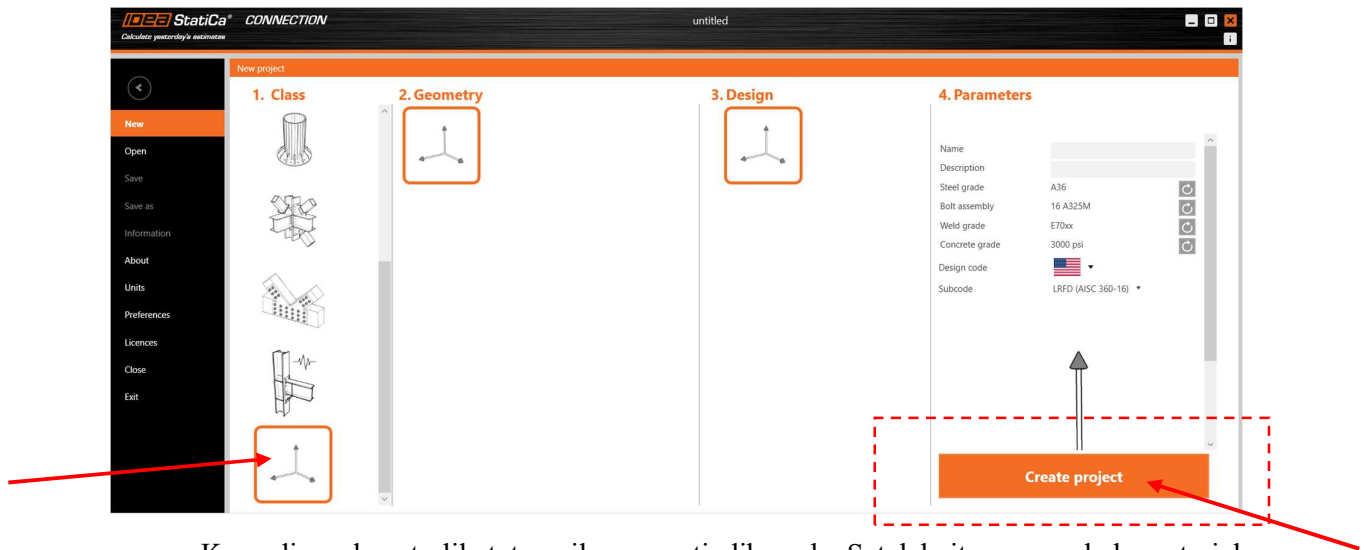 IDEA StatiCa® CONNECTION
untitled
Calculate yesterday's estimates
New project
1. Class
2. Geometry
3. Design
4. Parameters
New
Open
Save
Save as
Information
About
Units
Preferences
Licences
Close
Exit
Name
Description
Steel grade A36
Bolt assembly 16 A325M
Weld grade E70xx
Concrete grade 3000 psi
Design code
Subcode LRFD (AISC 360-16)
Create project